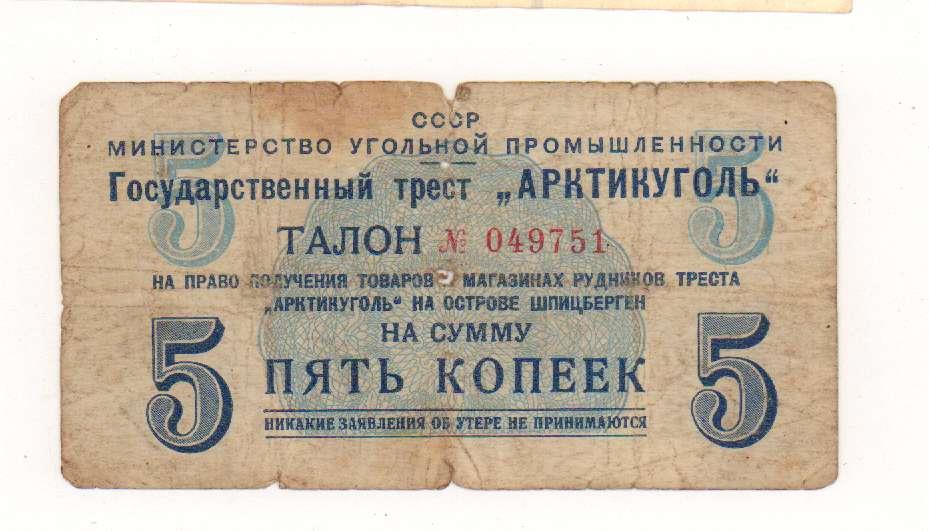 СССР
МИНИСТЕРСТВО УГОЛЬНОЙ ПРОМЫШЛЕННОСТИ
Государственный трест „АРКТИКУГОЛЬ“
5 5
ТАЛОН № 049751
НА ПРАВО ПОЛУЧЕНИЯ ТОВАРОВ МАГАЗИНАХ РУДНИКОВ ТРЕСТА
„АРКТИКУГОЛЬ“ НА ОСТРОВЕ ШПИЦБЕРГЕН
НА СУММУ
5 ПЯТЬ КОПЕЕК 5
НИКАКИЕ ЗАЯВЛЕНИЯ ОБ УТЕРЕ НЕ ПРИНИМАЮТСЯ